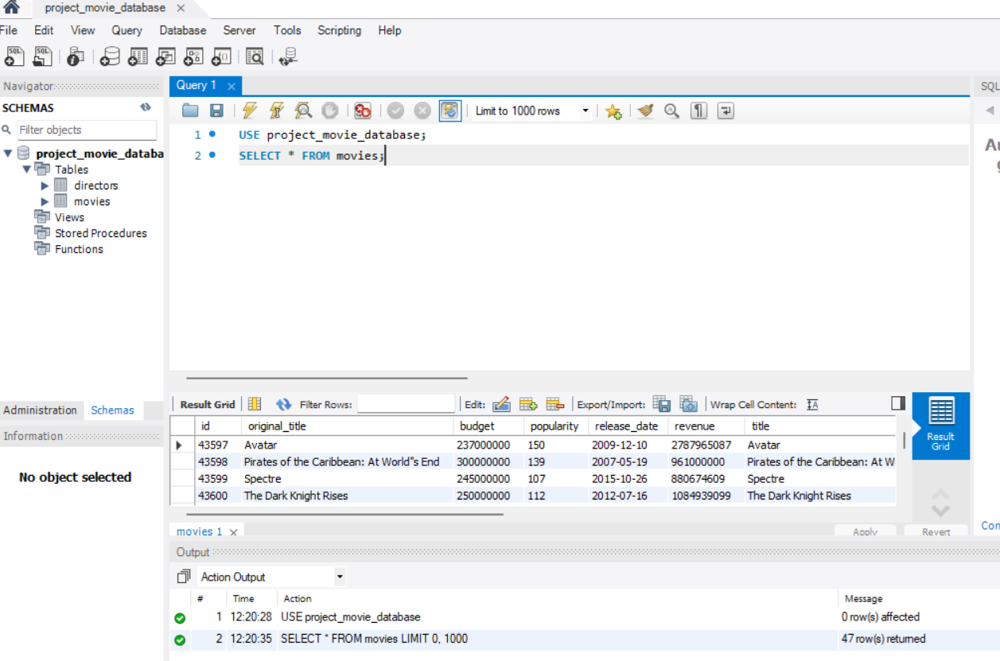 project_movie_database ×
File Edit View Query Database Server Tools Scripting Help
Navigator
Query 1 ×
SQL
SCHEMAS
Filter objects
Limit to 1000 rows
1 USE project_movie_database;
2 SELECT * FROM movies;
project_movie_databa
Tables
directors
movies
Views
Stored Procedures
Functions
Administration Schemas
Information
No object selected
Result Grid Filter Rows: Edit: Export/Import: Wrap Cell Content:
id original_title budget popularity release_date revenue title
43597 Avatar 237000000 150 2009-12-10 2787965087 Avatar
43598 Pirates of the Caribbean: At World"s End 300000000 139 2007-05-19 961000000 Pirates of the Caribbean: At W
43599 Spectre 245000000 107 2015-10-26 880674609 Spectre
43600 The Dark Knight Rises 250000000 112 2012-07-16 1084939099 The Dark Knight Rises
Result
Grid
movies 1 ×
Apply Revert
Con
Output
Action Output
# Time Action Message
1 12:20:28 USE project_movie_database 0 row(s) affected
2 12:20:35 SELECT * FROM movies LIMIT 0, 1000 47 row(s) returned